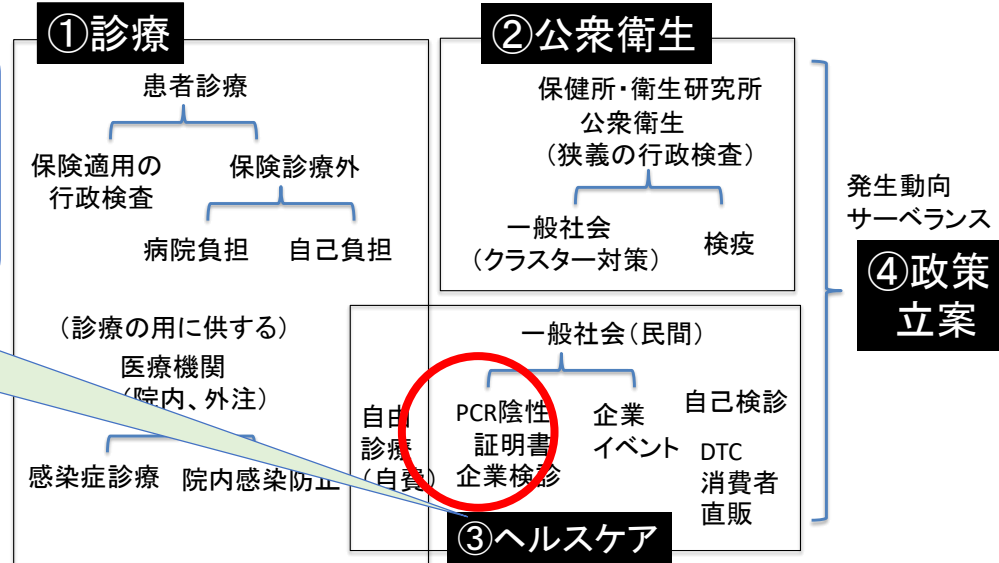 ①診療
患者診療
保険適用の
行政検査
保険診療外
病院負担
自己負担
(診療の用に供する)
医療機関
(院内、外注)
感染症診療
院内感染防止
②公衆衛生
保健所・衛生研究所
公衆衛生
(狭義の行政検査)
一般社会
(クラスター対策)
検疫
一般社会(民間)
自由
診療
(自費)
PCR陰性
証明書
企業検診
企業
イベント
自己検診
DTC
消費者
直販
③ヘルスケア
発生動向
サーベランス
④政策
立案